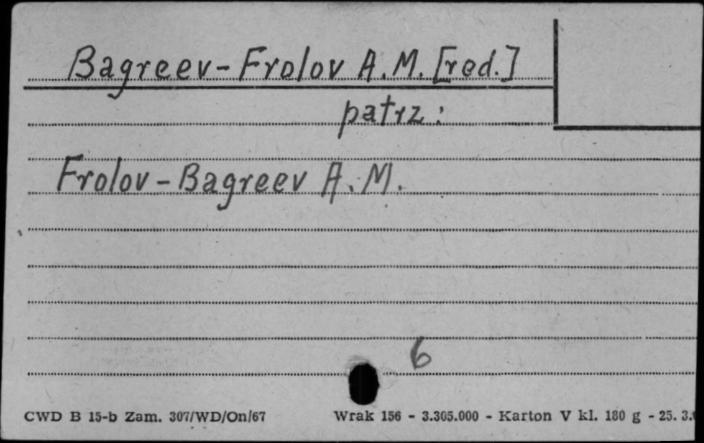 Bagreev-Frolov A.M. [red.]
patrz:
Frolov-Bagreev A.M.
6
CWD B 15-b Zam. 307/WD/On/67 Wrak 156 - 3.305.000 - Karton V kl. 180 g - 25. 3.